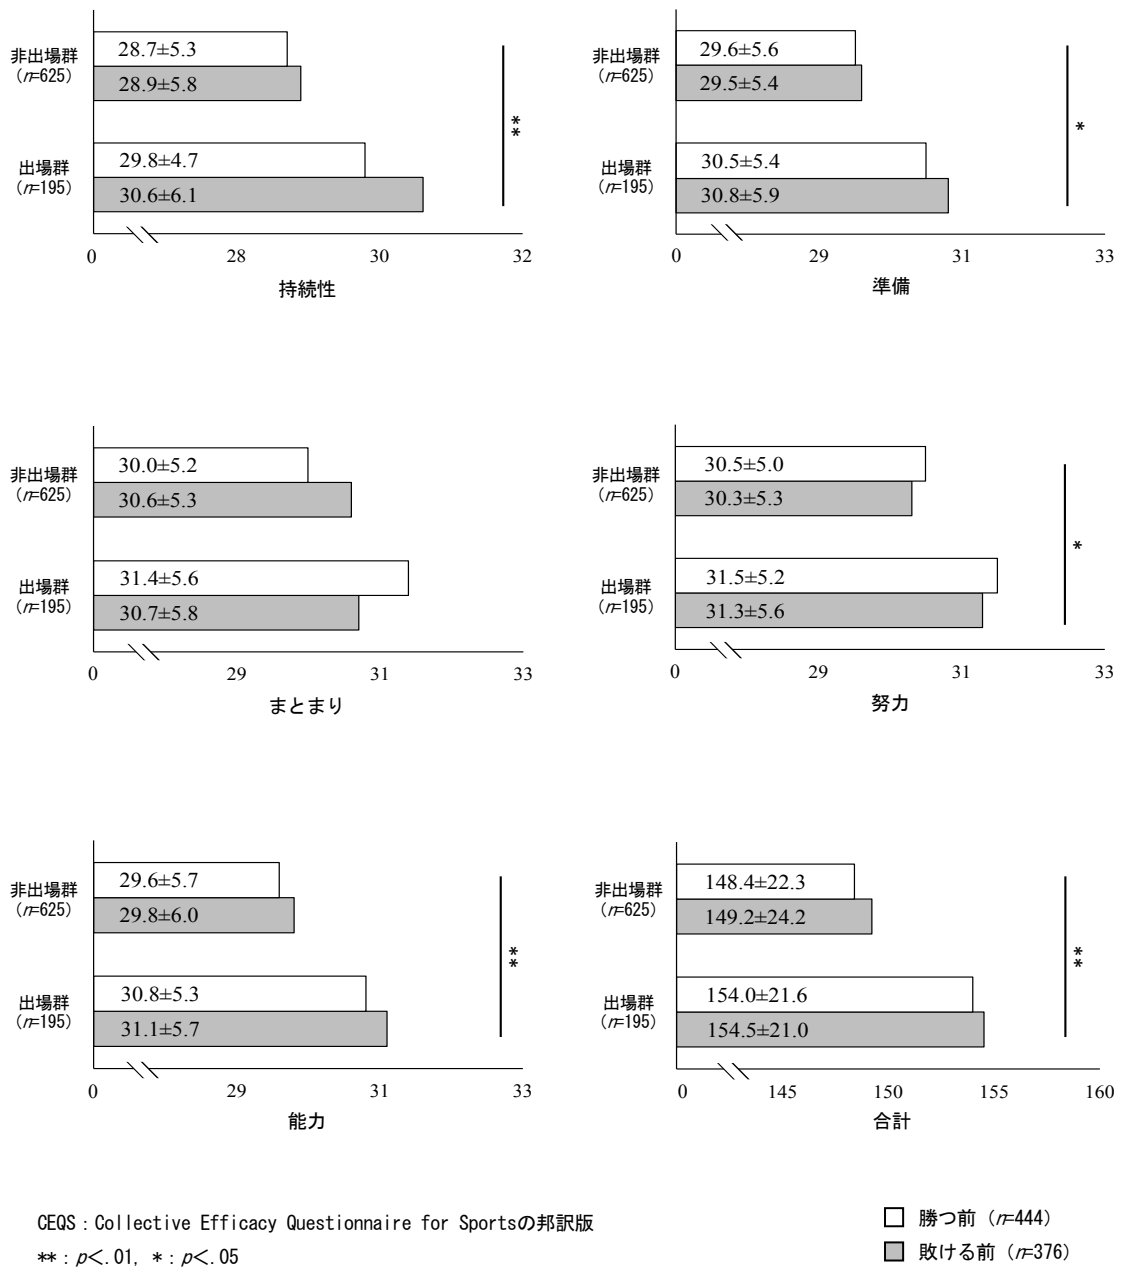 非出場群
(n=625)
28.7±5.3
28.9±5.8
出場群
(n=195)
29.8±4.7
30.6±6.1
**
0 28 30 32
持続性
非出場群
(n=625)
29.6±5.6
29.5±5.4
出場群
(n=195)
30.5±5.4
30.8±5.9
*
0 29 31 33
準備
非出場群
(n=625)
30.0±5.2
30.6±5.3
出場群
(n=195)
31.4±5.6
30.7±5.8
0 29 31 33
まとまり
非出場群
(n=625)
30.5±5.0
30.3±5.3
出場群
(n=195)
31.5±5.2
31.3±5.6
*
0 29 31 33
努力
非出場群
(n=625)
29.6±5.7
29.8±6.0
出場群
(n=195)
30.8±5.3
31.1±5.7
**
0 29 31 33
能力
非出場群
(n=625)
148.4±22.3
149.2±24.2
出場群
(n=195)
154.0±21.6
154.5±21.0
**
0 145 150 155 160
合計
CEQS：Collective Efficacy Questionnaire for Sportsの邦訳版
**：p<.01, *：p<.05
勝つ前（n=444）
敗ける前（n=376）